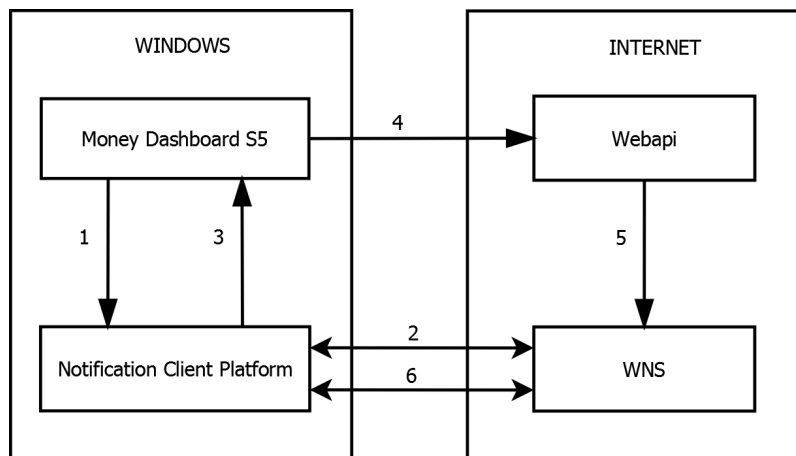 WINDOWS
INTERNET
Money Dashboard S5
4
Webapi
1
3
5
Notification Client Platform
2
6
WNS